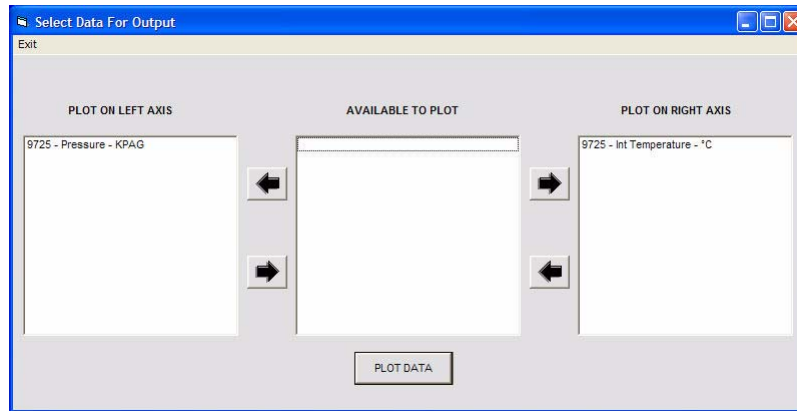 Select Data For Output
Exit
PLOT ON LEFT AXIS
AVAILABLE TO PLOT
PLOT ON RIGHT AXIS
9725 - Pressure - KPAG
9725 - Int Temperature - °C
PLOT DATA